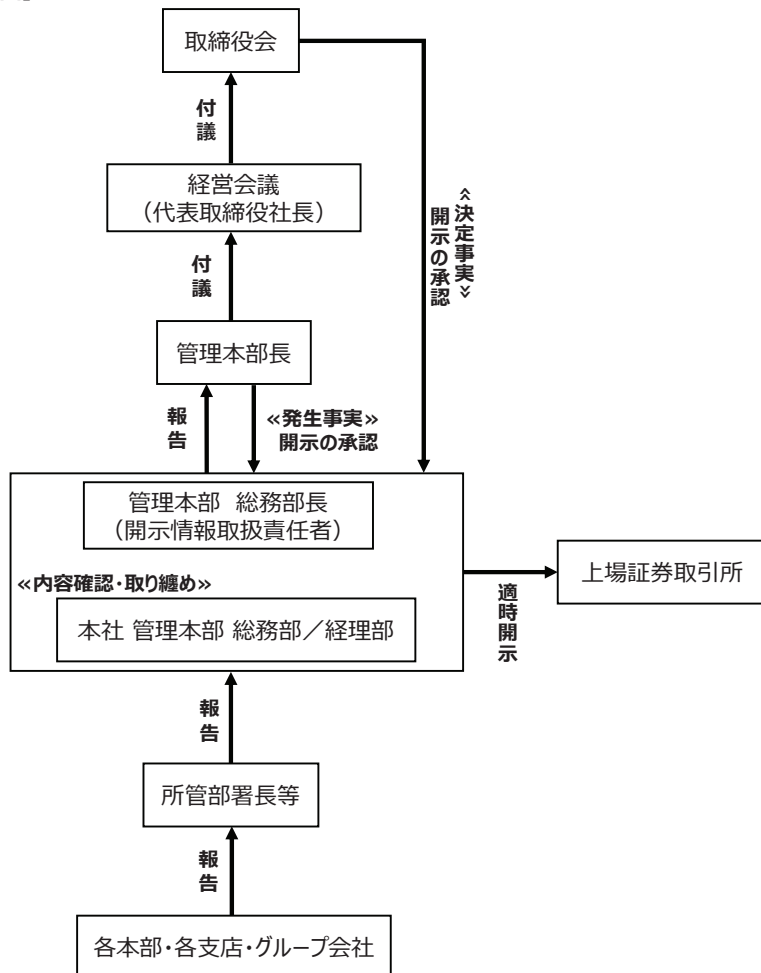 取締役会
付議
経営会議
（代表取締役社長）
付議
≪決定事実≫
開示の承認
管理本部長
報告
≪発生事実≫
開示の承認
管理本部 総務部長
（開示情報取扱責任者）
≪内容確認・取り纏め≫
本社 管理本部 総務部／経理部
適時開示
上場証券取引所
報告
所管部署長等
報告
各本部・各支店・グループ会社